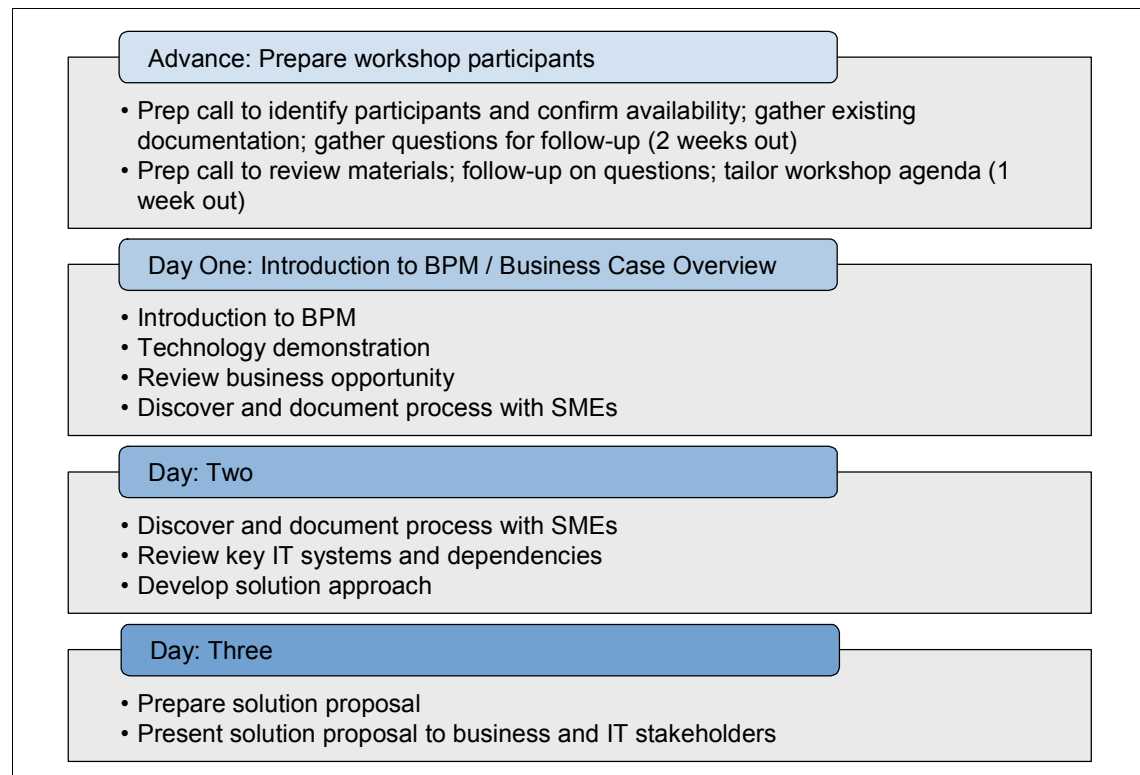 Advance: Prepare workshop participants
• Prep call to identify participants and confirm availability; gather existing
documentation; gather questions for follow-up (2 weeks out)
• Prep call to review materials; follow-up on questions; tailor workshop agenda (1
week out)
Day One: Introduction to BPM / Business Case Overview
• Introduction to BPM
• Technology demonstration
• Review business opportunity
• Discover and document process with SMEs
Day: Two
• Discover and document process with SMEs
• Review key IT systems and dependencies
• Develop solution approach
Day: Three
• Prepare solution proposal
• Present solution proposal to business and IT stakeholders